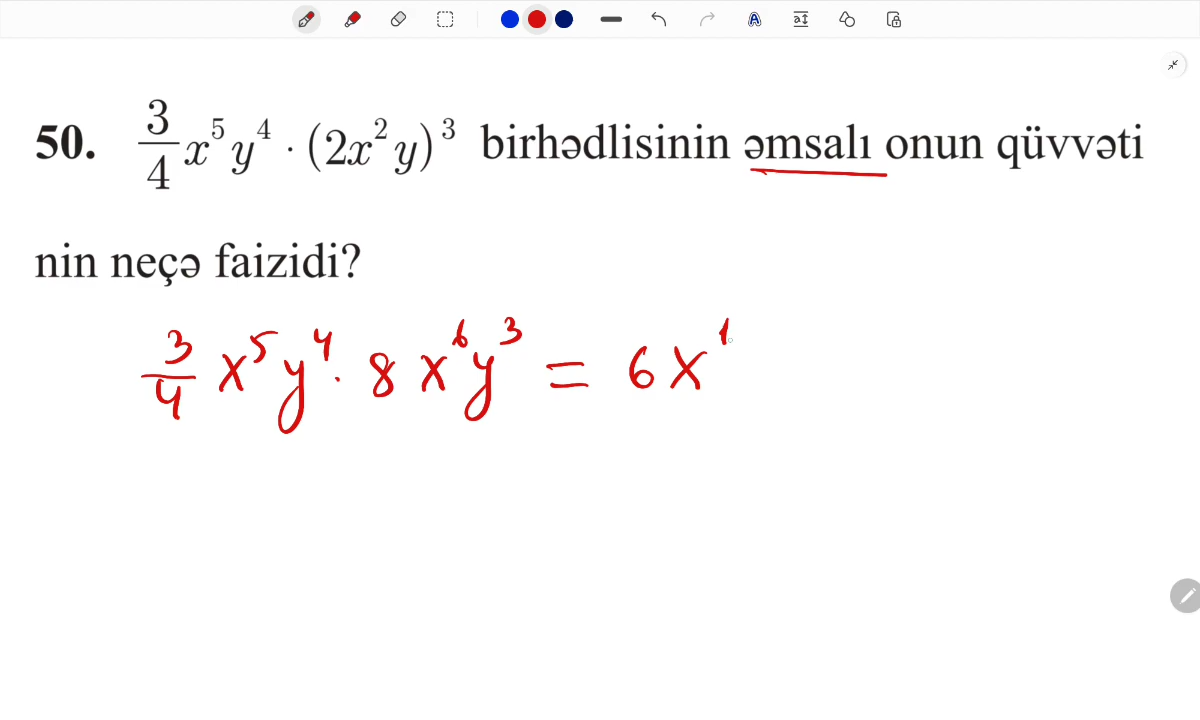 50. 3/4 x⁵y⁴ · (2x²y)³ birhədlisinin əmsalı onun qüvvəti
nin neçə faizidi?
3/4 x⁵y⁴ · 8x⁶y³ = 6x¹